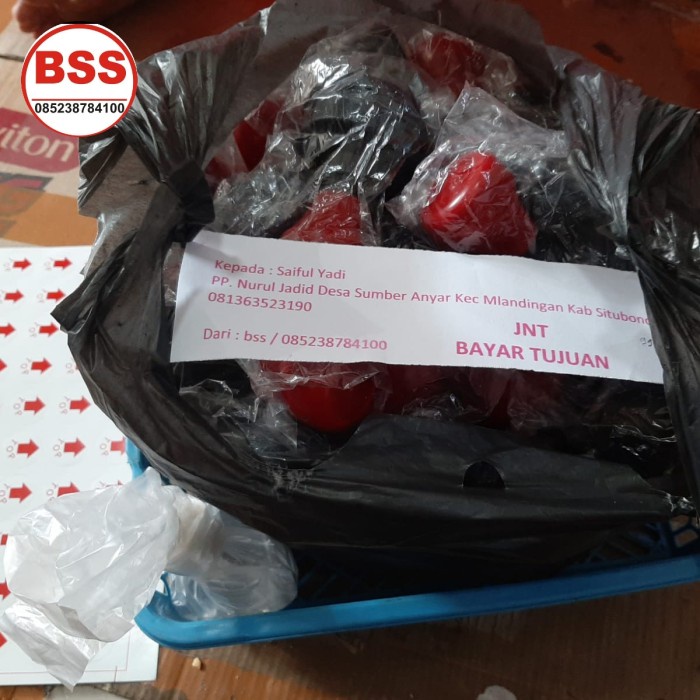 BSS
085238784100
Kepada : Saiful Yadi
PP. Nurul Jadid Desa Sumber Anyar Kec Mlandingan Kab
081363523190
JNT
Dari : bss / 085238784100
BAYAR TUJUAN